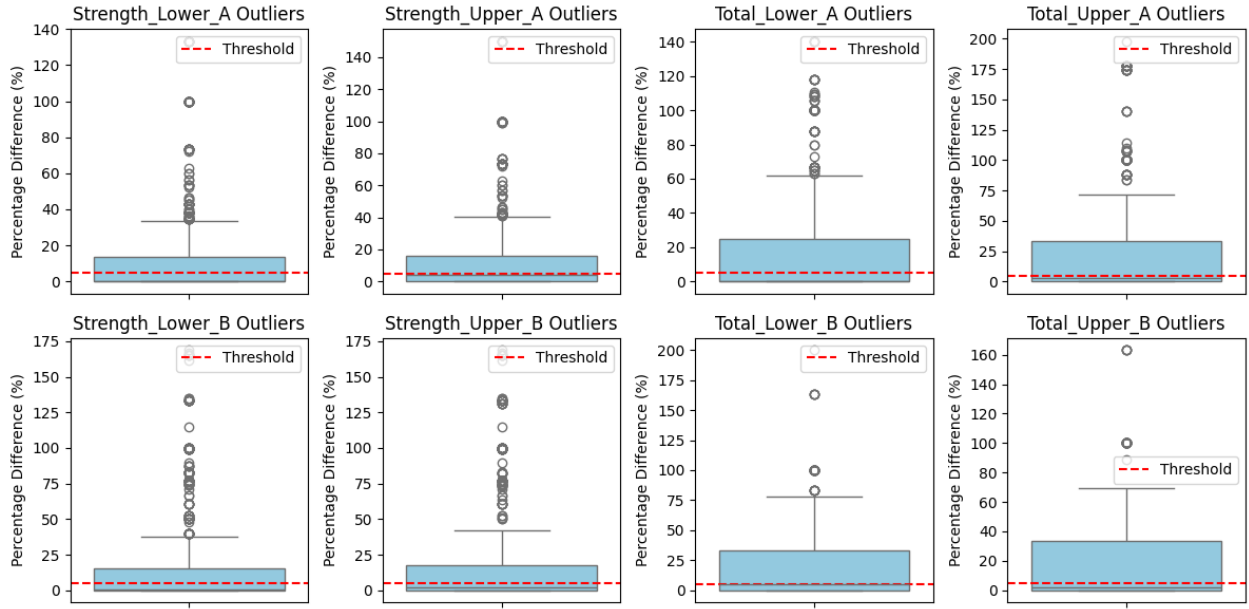 Strength_Lower_A Outliers
Percentage Difference (%)
140
120
100
80
60
40
20
0
Threshold
Strength_Upper_A Outliers
Percentage Difference (%)
140
120
100
80
60
40
20
0
Threshold
Total_Lower_A Outliers
Percentage Difference (%)
140
120
100
80
60
40
20
0
Threshold
Total_Upper_A Outliers
Percentage Difference (%)
200
175
150
125
100
75
50
25
0
Threshold
Strength_Lower_B Outliers
Percentage Difference (%)
175
150
125
100
75
50
25
0
Threshold
Strength_Upper_B Outliers
Percentage Difference (%)
175
150
125
100
75
50
25
0
Threshold
Total_Lower_B Outliers
Percentage Difference (%)
200
175
150
125
100
75
50
25
0
Threshold
Total_Upper_B Outliers
Percentage Difference (%)
160
140
120
100
80
60
40
20
0
Threshold